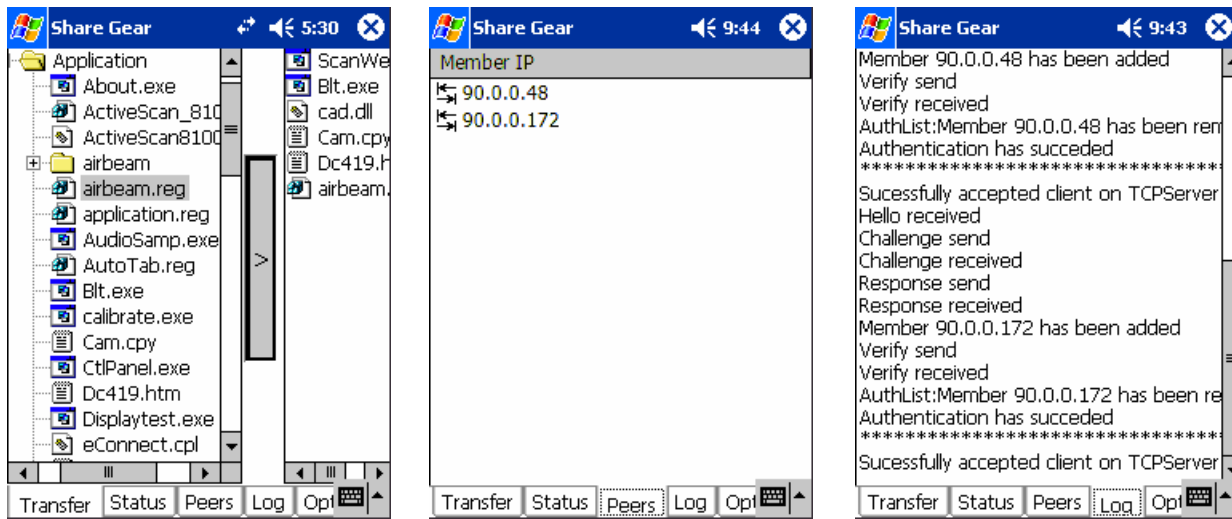 Share Gear 5:30
Application
About.exe
ActiveScan_810
ActiveScan8100
airbeam
airbeam.reg
application.reg
AudioSamp.exe
AutoTab.reg
Blt.exe
calibrate.exe
Cam.cpy
CtlPanel.exe
Dc419.htm
Displaytest.exe
eConnect.cpl
>
ScanWe
Blt.exe
cad.dll
Cam.cpy
Dc419.h
airbeam.
Transfer Status Peers Log Opt
Share Gear 9:44
Member IP
90.0.0.48
90.0.0.172
Transfer Status Peers Log Opt
Share Gear 9:43
Member 90.0.0.48 has been added
Verify send
Verify received
AuthList:Member 90.0.0.48 has been rem
Authentication has succeded
************************************
Sucessfully accepted client on TCPServer
Hello received
Challenge send
Challenge received
Response send
Response received
Member 90.0.0.172 has been added
Verify send
Verify received
AuthList:Member 90.0.0.172 has been re
Authentication has succeded
************************************
Sucessfully accepted client on TCPServer
Transfer Status Peers Log Opt